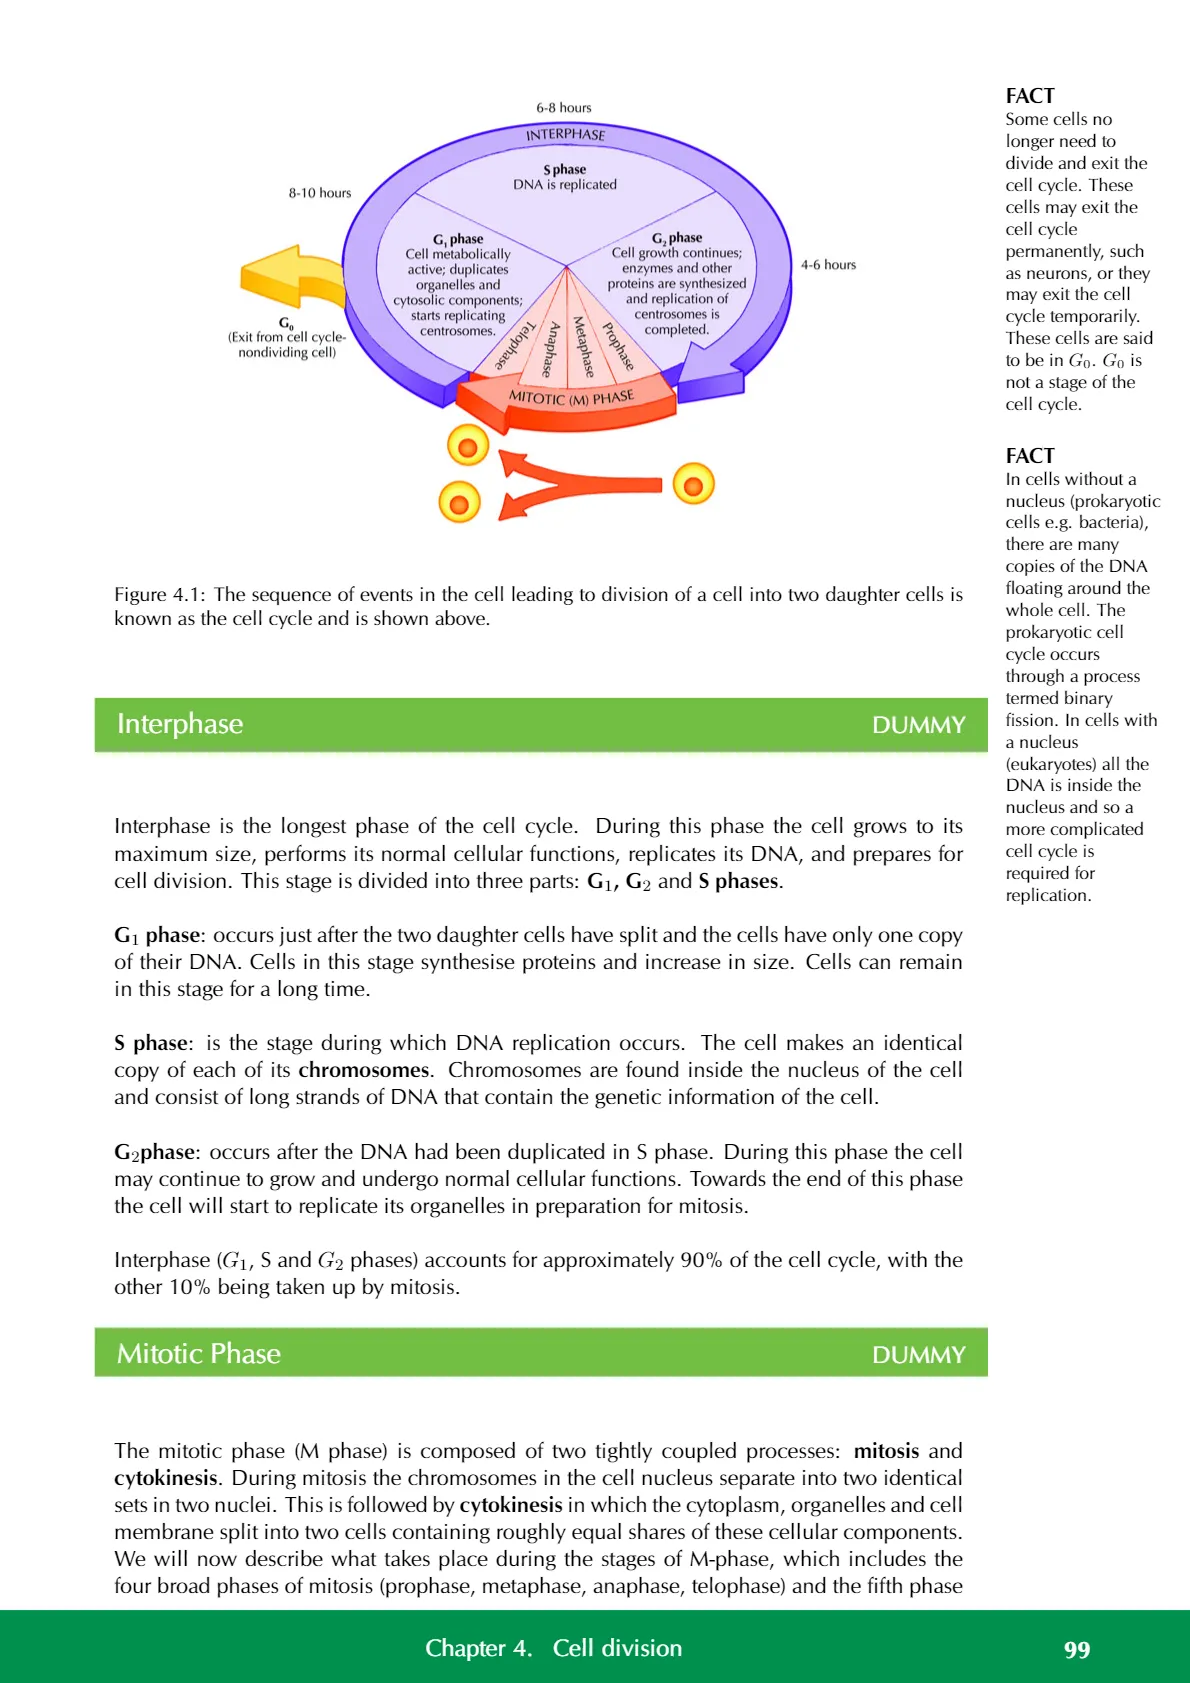 6-8 hours
INTERPHASE
S phase
DNA is replicated
8-10 hours
G₁ phase
Cell metabolically
active; duplicates
organelles and
cytosolic components;
starts replicating
centrosomes.
G₂ phase
Cell growth continues;
enzymes and other
proteins are synthesized
and replication of
centrosomes is
completed.
4-6 hours
G₀
(Exit from cell cycle-
nondividing cell)
Telophase
Anaphase
Metaphase
Prophase
MITOTIC (M) PHASE
Figure 4.1: The sequence of events in the cell leading to division of a cell into two daughter cells is
known as the cell cycle and is shown above.
Interphase DUMMY
Interphase is the longest phase of the cell cycle. During this phase the cell grows to its
maximum size, performs its normal cellular functions, replicates its DNA, and prepares for
cell division. This stage is divided into three parts: G₁, G₂ and S phases.
G₁ phase: occurs just after the two daughter cells have split and the cells have only one copy
of their DNA. Cells in this stage synthesise proteins and increase in size. Cells can remain
in this stage for a long time.
S phase: is the stage during which DNA replication occurs. The cell makes an identical
copy of each of its chromosomes. Chromosomes are found inside the nucleus of the cell
and consist of long strands of DNA that contain the genetic information of the cell.
G₂phase: occurs after the DNA had been duplicated in S phase. During this phase the cell
may continue to grow and undergo normal cellular functions. Towards the end of this phase
the cell will start to replicate its organelles in preparation for mitosis.
Interphase (G₁, S and G₂ phases) accounts for approximately 90% of the cell cycle, with the
other 10% being taken up by mitosis.
Mitotic Phase DUMMY
The mitotic phase (M phase) is composed of two tightly coupled processes: mitosis and
cytokinesis. During mitosis the chromosomes in the cell nucleus separate into two identical
sets in two nuclei. This is followed by cytokinesis in which the cytoplasm, organelles and cell
membrane split into two cells containing roughly equal shares of these cellular components.
We will now describe what takes place during the stages of M-phase, which includes the
four broad phases of mitosis (prophase, metaphase, anaphase, telophase) and the fifth phase
FACT
Some cells no
longer need to
divide and exit the
cell cycle. These
cells may exit the
cell cycle
permanently, such
as neurons, or they
may exit the cell
cycle temporarily.
These cells are said
to be in G₀. G₀ is
not a stage of the
cell cycle.
FACT
In cells without a
nucleus (prokaryotic
cells e.g. bacteria),
there are many
copies of the DNA
floating around the
whole cell. The
prokaryotic cell
cycle occurs
through a process
termed binary
fission. In cells with
a nucleus
(eukaryotes) all the
DNA is inside the
nucleus and so a
more complicated
cell cycle is
required for
replication.
Chapter 4. Cell division 99